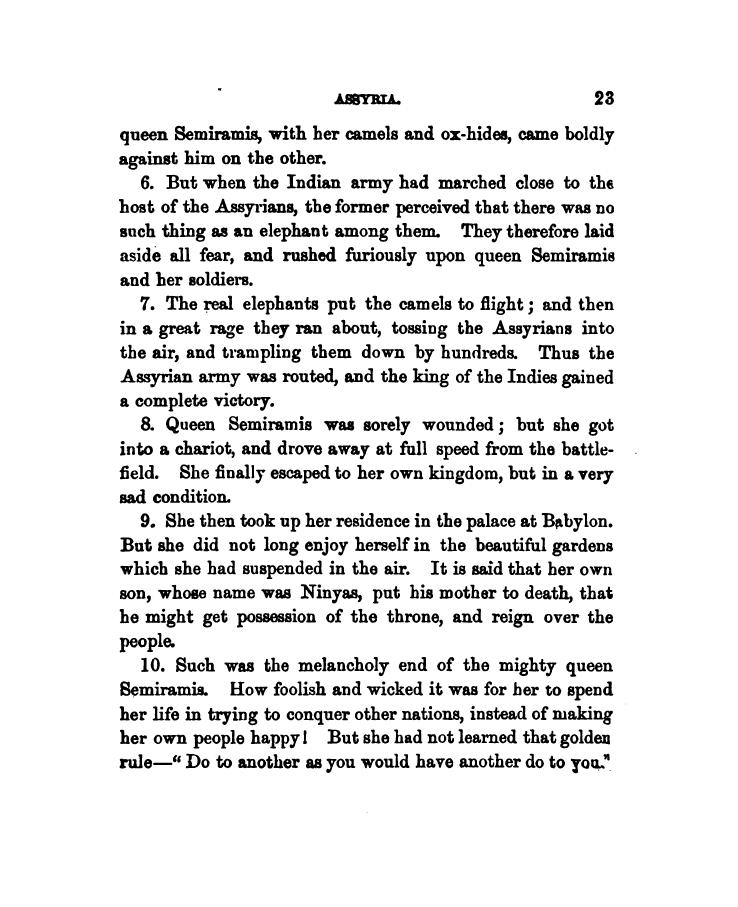 ASSYRIA. 23
queen Semiramis, with her camels and ox-hides, came boldly
against him on the other.
6. But when the Indian army had marched close to the
host of the Assyrians, the former perceived that there was no
such thing as an elephant among them. They therefore laid
aside all fear, and rushed furiously upon queen Semiramis
and her soldiers.
7. The real elephants put the camels to flight; and then
in a great rage they ran about, tossing the Assyrians into
the air, and trampling them down by hundreds. Thus the
Assyrian army was routed, and the king of the Indies gained
a complete victory.
8. Queen Semiramis was sorely wounded; but she got
into a chariot, and drove away at full speed from the battle-
field. She finally escaped to her own kingdom, but in a very
sad condition.
9. She then took up her residence in the palace at Babylon.
But she did not long enjoy herself in the beautiful gardens
which she had suspended in the air. It is said that her own
son, whose name was Ninyas, put his mother to death, that
he might get possession of the throne, and reign over the
people.
10. Such was the melancholy end of the mighty queen
Semiramis. How foolish and wicked it was for her to spend
her life in trying to conquer other nations, instead of making
her own people happy! But she had not learned that golden
rule—“Do to another as you would have another do to you.”